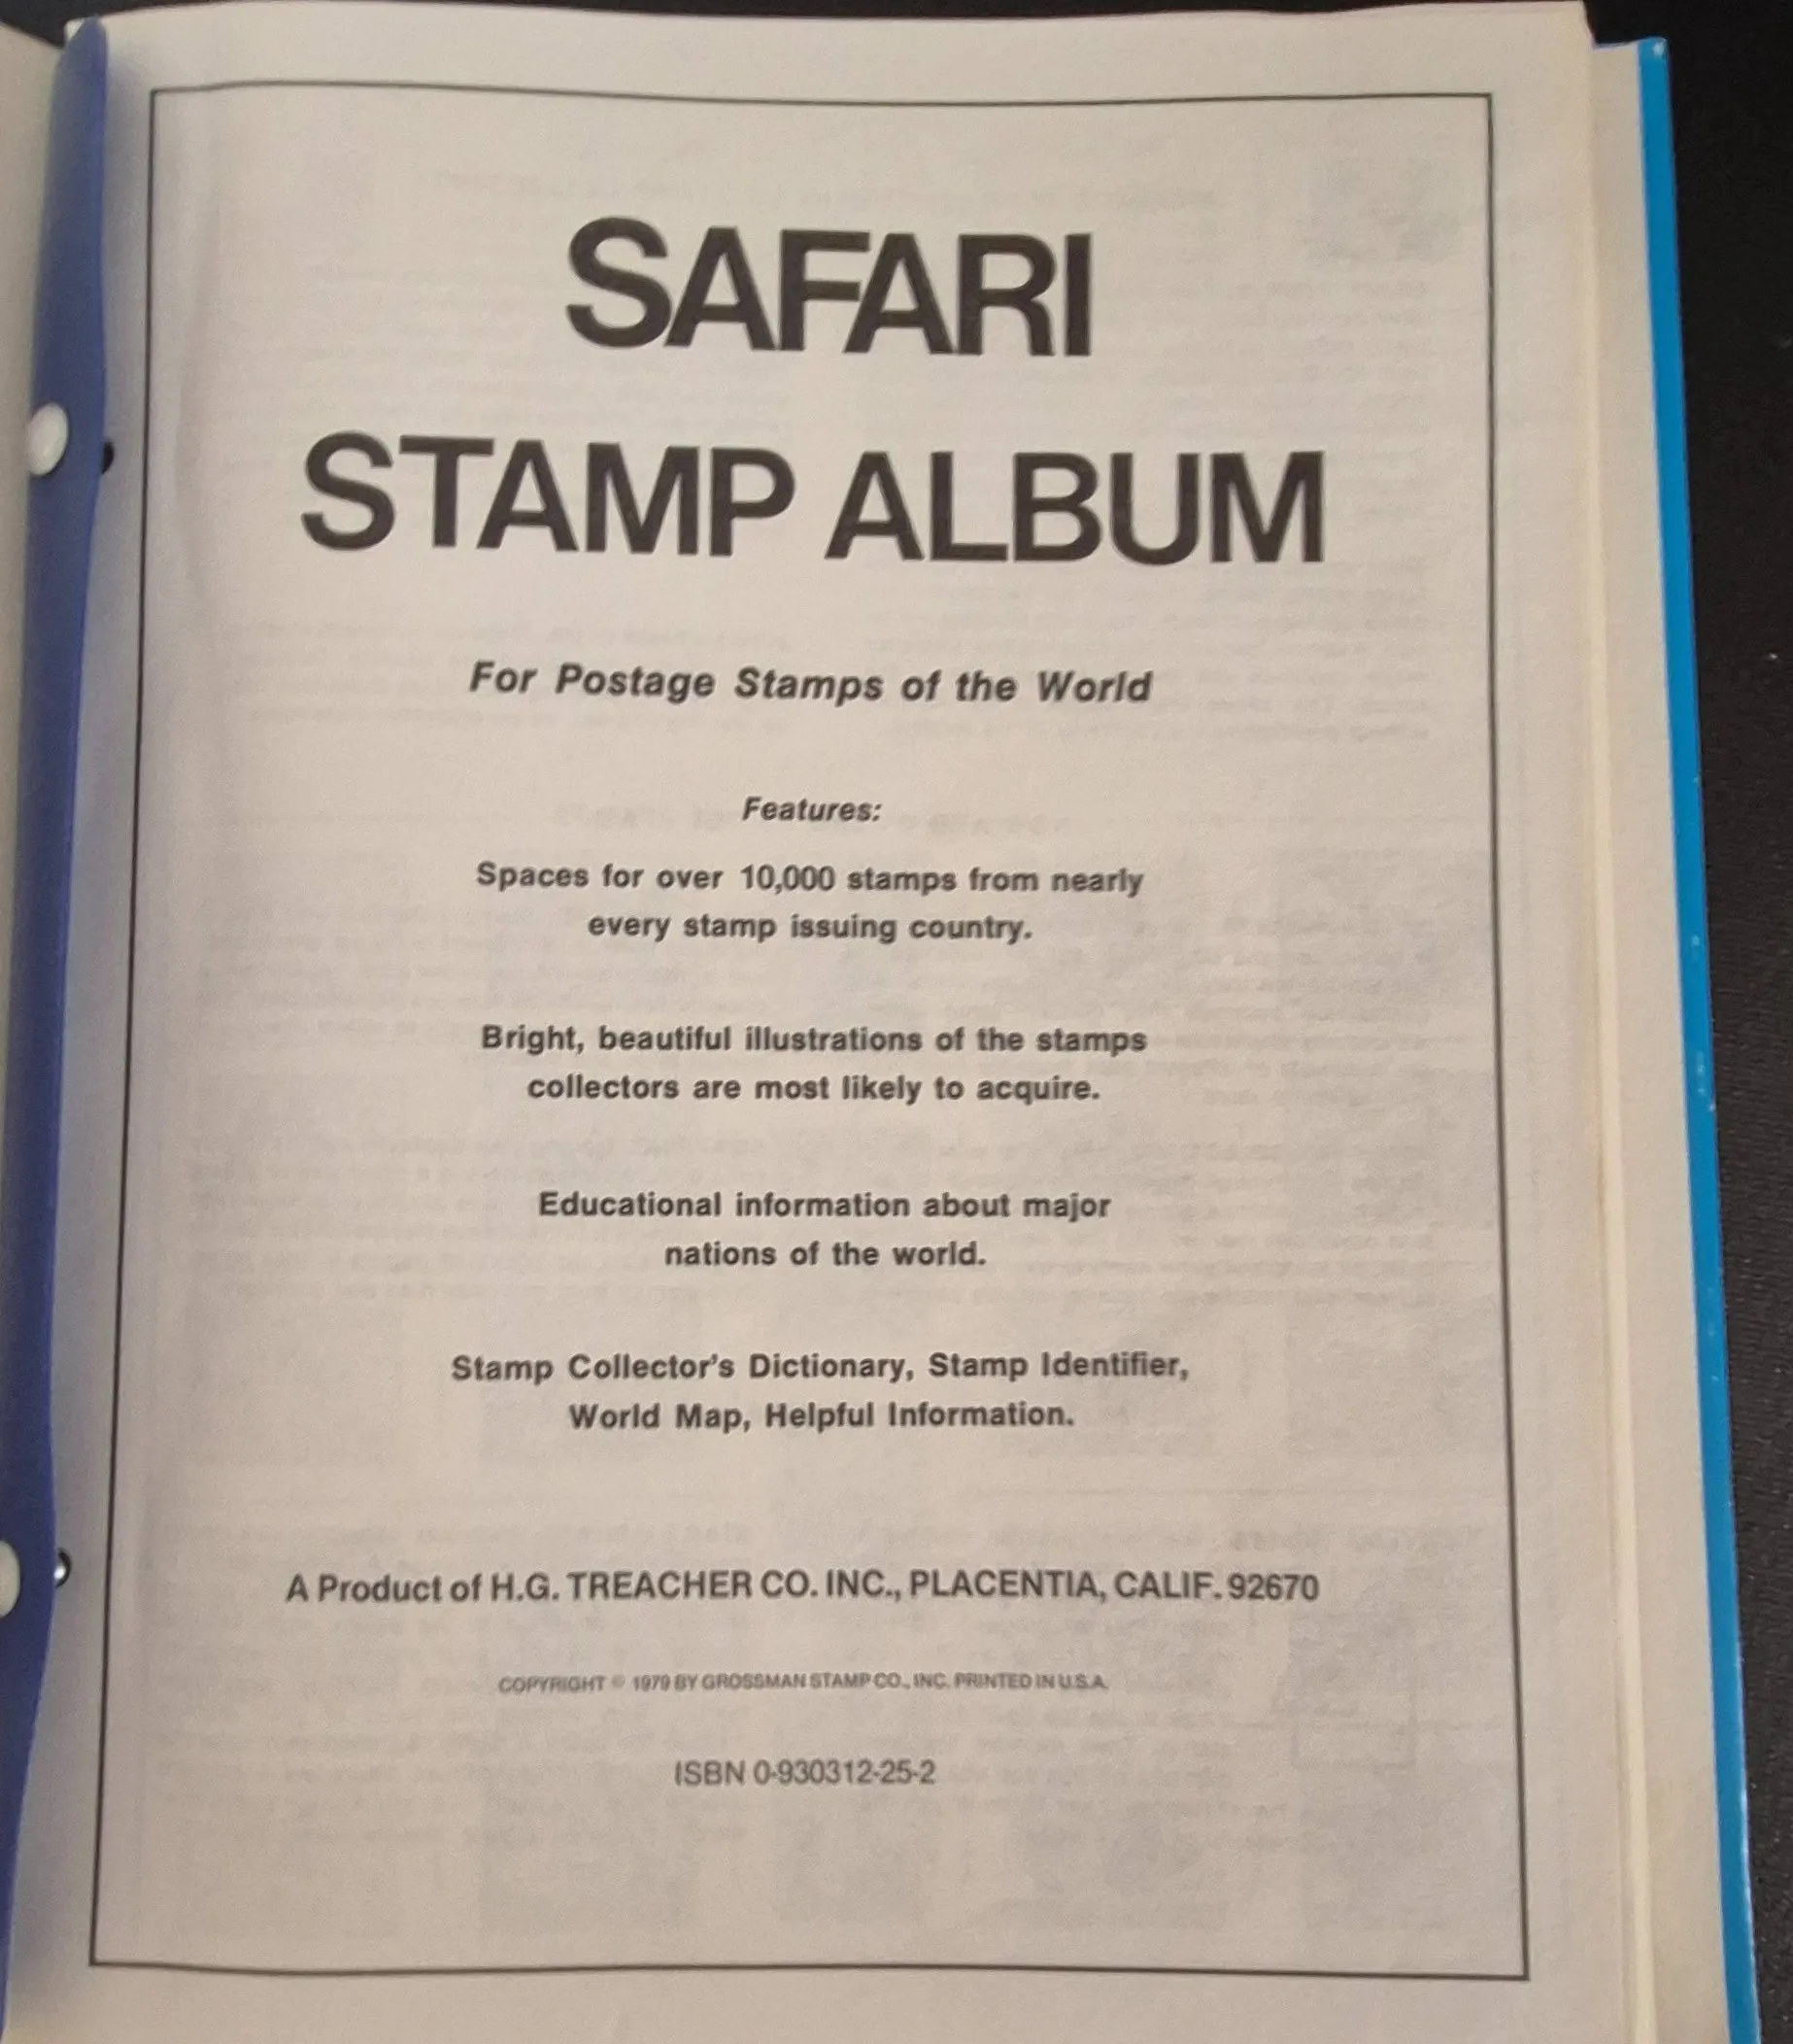 SAFARI
STAMP ALBUM
For Postage Stamps of the World
Features:
Spaces for over 10,000 stamps from nearly
every stamp issuing country.
Bright, beautiful illustrations of the stamps
collectors are most likely to acquire.
Educational information about major
nations of the world.
Stamp Collector's Dictionary, Stamp Identifier,
World Map, Helpful Information.
A Product of H.G. TREACHER CO. INC., PLACENTIA, CALIF. 92670
COPYRIGHT © 1979 BY GROSSMAN STAMP CO., INC. PRINTED IN U.S.A.
ISBN 0-930312-25-2